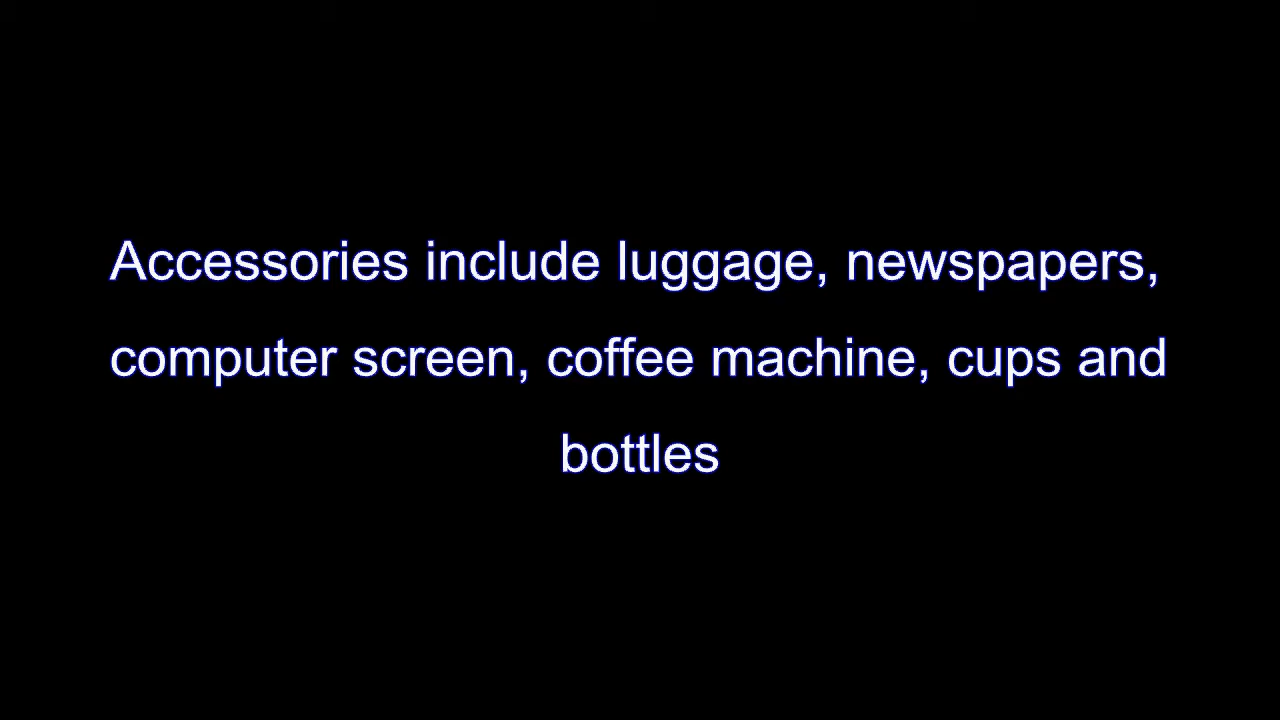 Accessories include luggage, newspapers,
computer screen, coffee machine, cups and
bottles